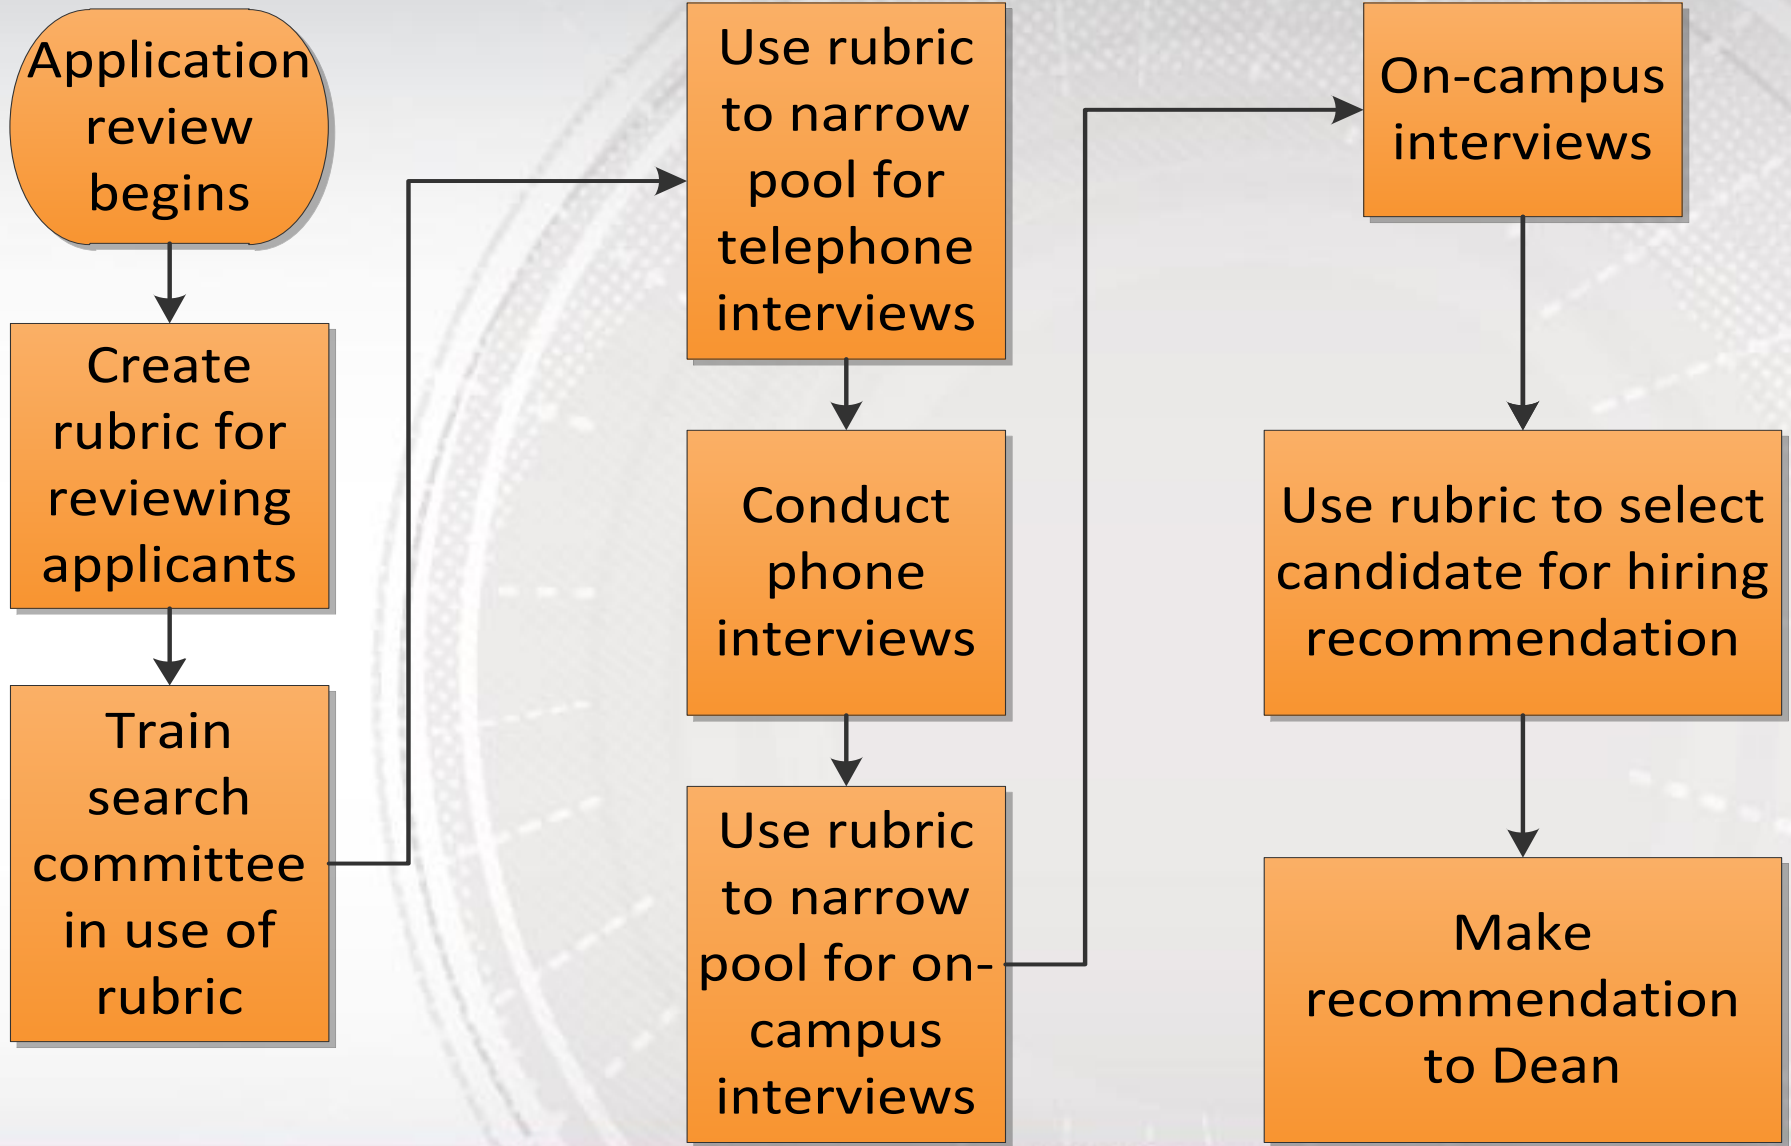 Application
review
begins
Create
rubric for
reviewing
applicants
Train
search
committee
in use of
rubric
Use rubric
to narrow
pool for
telephone
interviews
Conduct
phone
interviews
Use rubric
to narrow
pool for on-
campus
interviews
On-campus
interviews
Use rubric to select
candidate for hiring
recommendation
Make
recommendation
to Dean